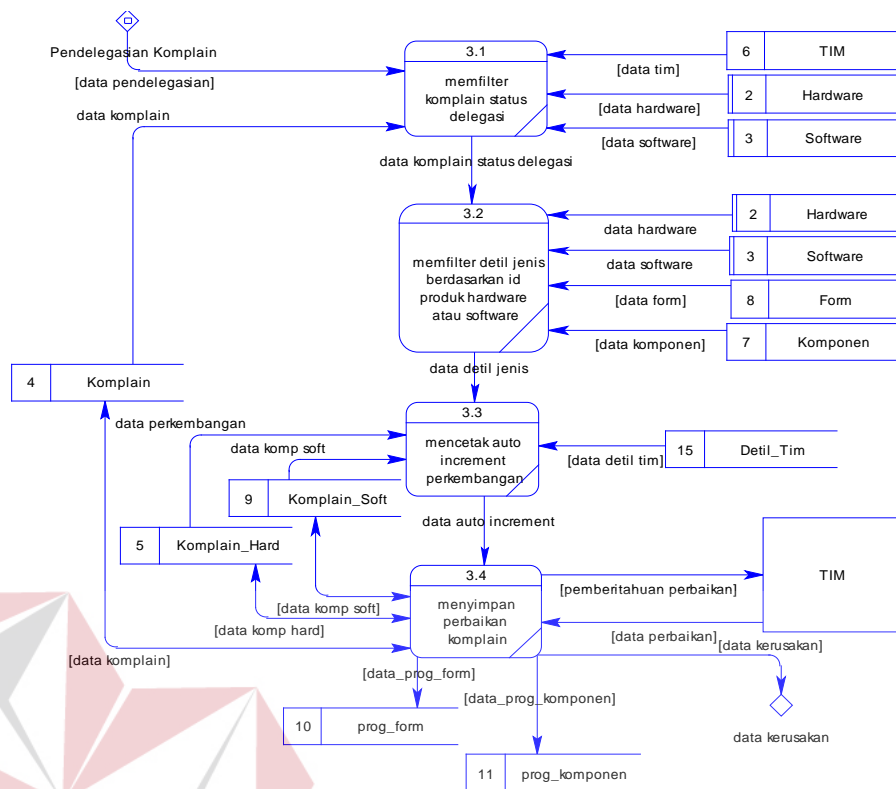 Pendelegasian Komplain
[data pendelegasian]
data komplain
3.1
memfilter
komplain status
delegasi
[data tim]
6 TIM
[data hardware]
2 Hardware
[data software]
3 Software
data komplain status delegasi
3.2
memfilter detil jenis
berdasarkan id
produk hardware
atau software
data hardware
2 Hardware
data software
3 Software
[data form]
8 Form
[data komponen]
7 Komponen
4 Komplain
data detil jenis
data perkembangan
data komp soft
3.3
mencetak auto
increment
perkembangan
[data detil tim]
15 Detil_Tim
9 Komplain_Soft
5 Komplain_Hard
data auto increment
3.4
menyimpan
perbaikan
komplain
[pemberitahuan perbaikan]
TIM
[data komp soft]
[data komp hard]
[data komplain]
[data perbaikan]
[data kerusakan]
[data_prog_form]
[data_prog_komponen]
10 prog_form
data kerusakan
11 prog_komponen